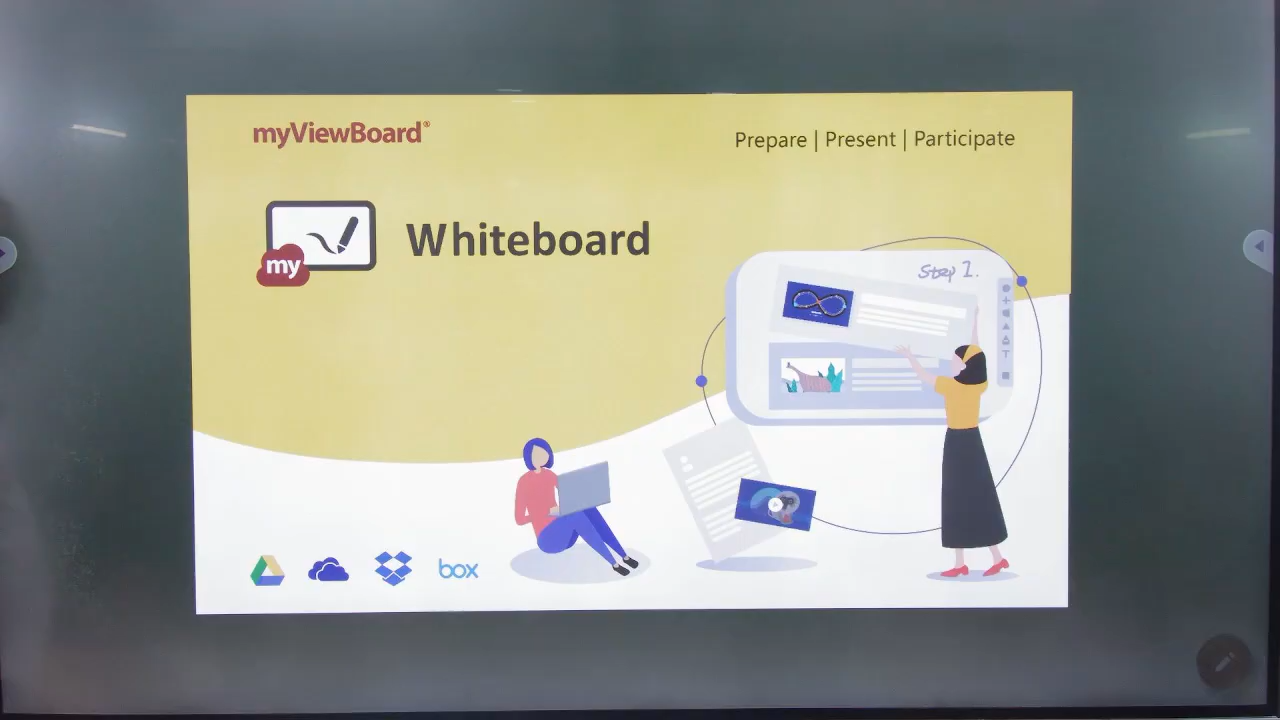 myViewBoard®
Prepare | Present | Participate
my
Whiteboard
Step 1.
T
box